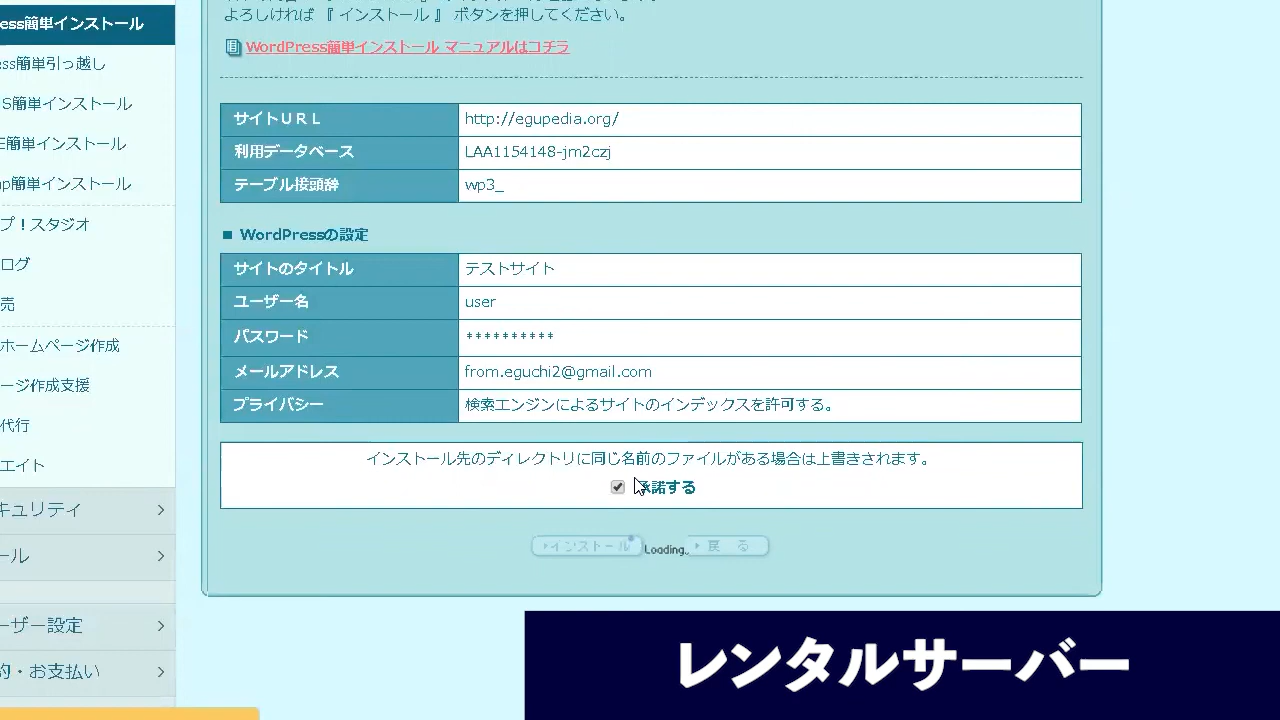 よろしければ 『 インストール 』 ボタンを押してください。
WordPress簡単インストール マニュアルはコチラ
ess簡単インストール
ss簡単引っ越し
S簡単インストール
E簡単インストール
p簡単インストール
プ！スタジオ
ログ
売
ホームページ作成
ージ作成支援
代行
エイト
キュリティ
ール
ーザー設定
約・お支払い
サイトＵＲＬ http://egupedia.org/
利用データベース LAA1154148-jm2czj
テーブル接頭辞 wp3_
■ WordPressの設定
サイトのタイトル テストサイト
ユーザー名 user
パスワード **********
メールアドレス from.eguchi2@gmail.com
プライバシー 検索エンジンによるサイトのインデックスを許可する。
インストール先のディレクトリに同じ名前のファイルがある場合は上書きされます。
承諾する
インストール Loading.. 戻 る
レンタルサーバー